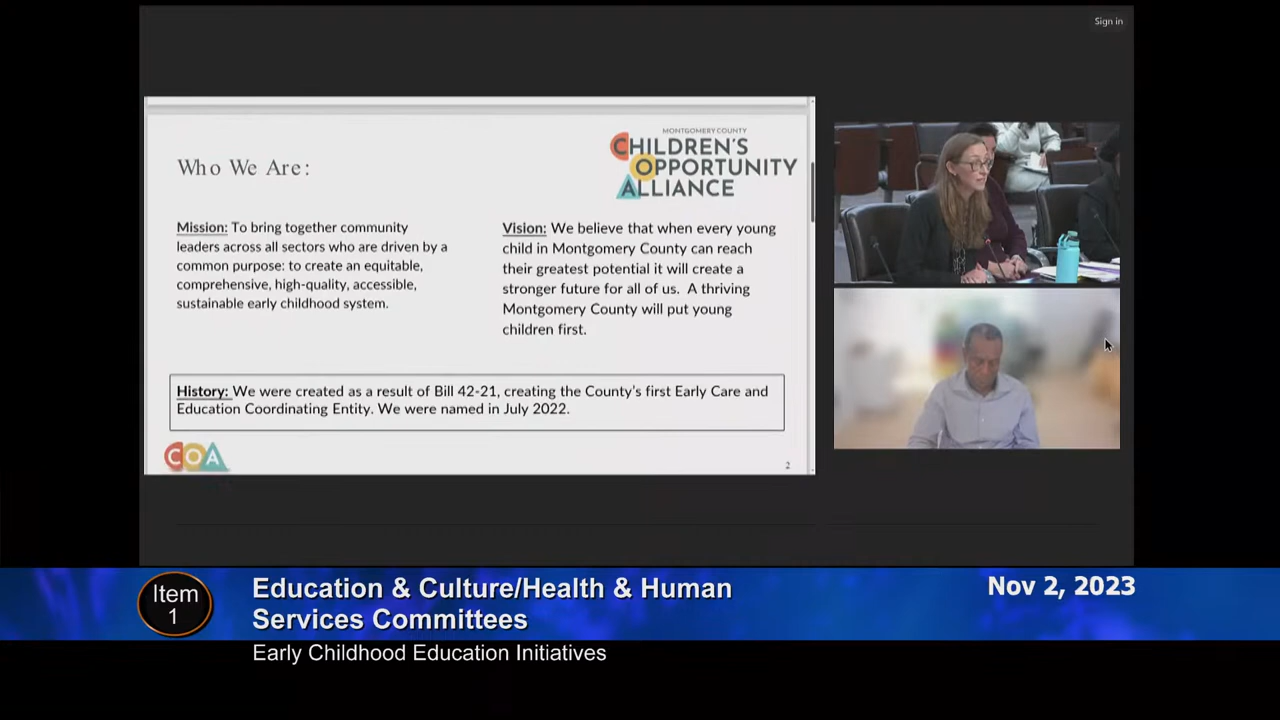 Sign in
MONTGOMERY COUNTY
CHILDREN'S
OPPORTUNITY
ALLIANCE
Who We Are:
Mission: To bring together community
leaders across all sectors who are driven by a
common purpose: to create an equitable,
comprehensive, high-quality, accessible,
sustainable early childhood system.
Vision: We believe that when every young
child in Montgomery County can reach
their greatest potential it will create a
stronger future for all of us. A thriving
Montgomery County will put young
children first.
History: We were created as a result of Bill 42-21, creating the County's first Early Care and
Education Coordinating Entity. We were named in July 2022.
COA
2
Item
1
Education & Culture/Health & Human
Services Committees
Nov 2, 2023
Early Childhood Education Initiatives